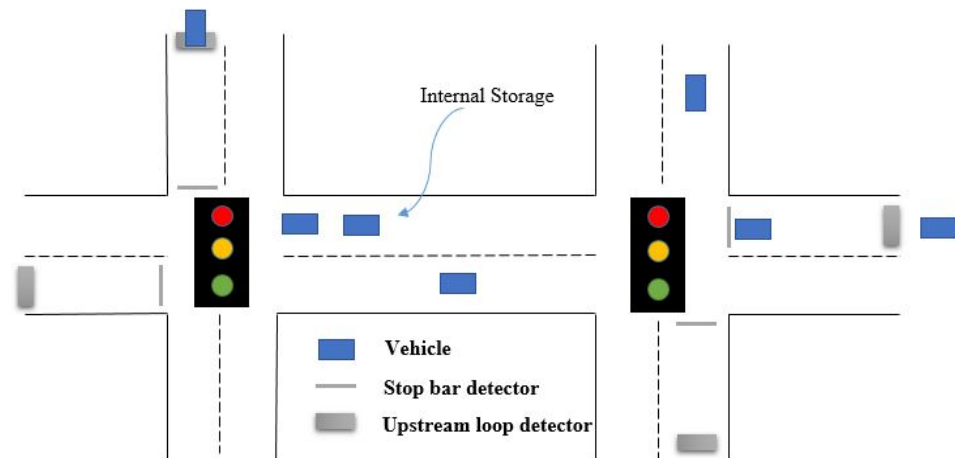 Internal Storage
Vehicle
Stop bar detector
Upstream loop detector